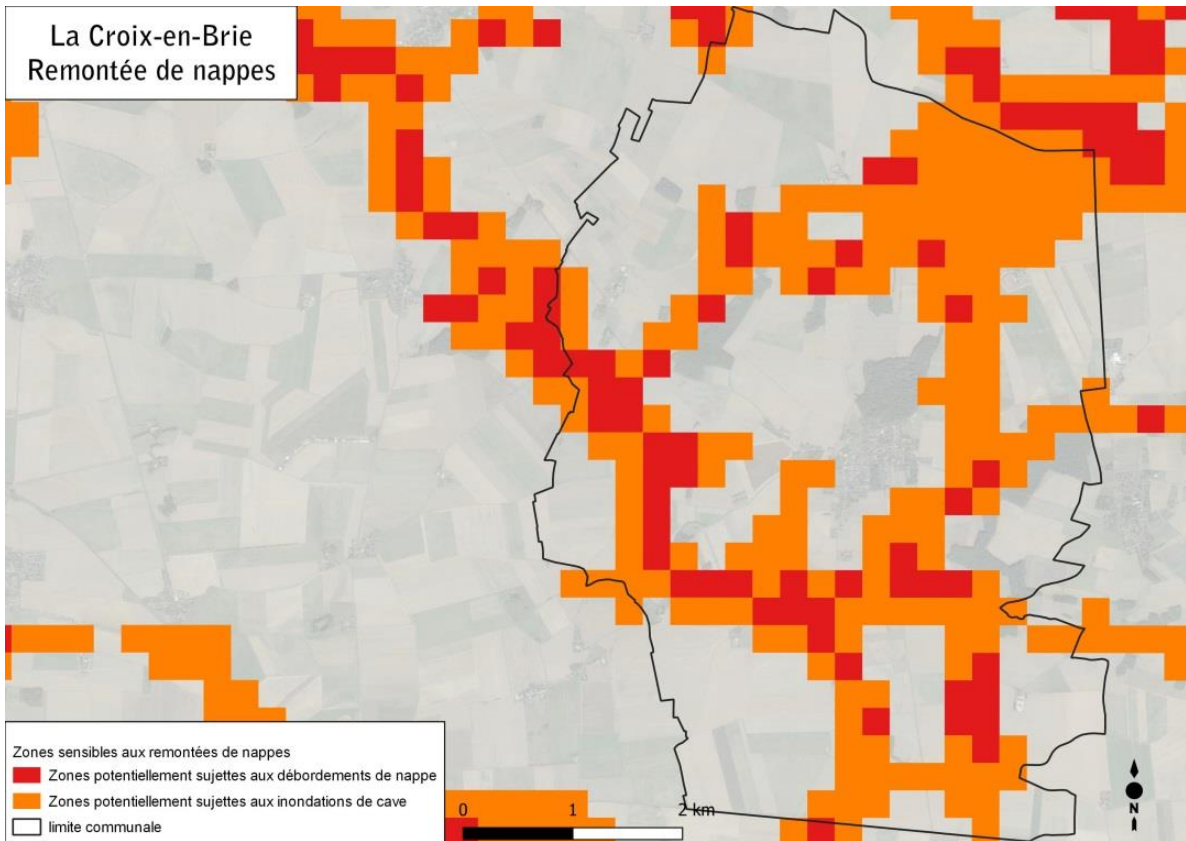 La Croix-en-Brie
Remontée de nappes
Zones sensibles aux remontées de nappes
Zones potentiellement sujettes aux débordements de nappe
Zones potentiellement sujettes aux inondations de cave
limite communale
0 1 2 km
N